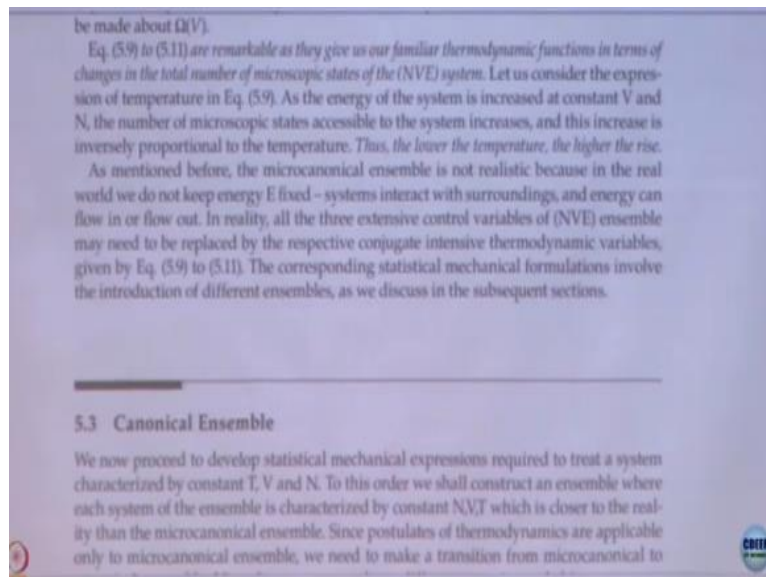 be made about Ω(V).
Eq. (5.9) to (5.11) are remarkable as they give us our familiar thermodynamic functions in terms of
changes in the total number of microscopic states of the (NVE) system. Let us consider the expres-
sion of temperature in Eq. (5.9). As the energy of the system is increased at constant V and
N, the number of microscopic states accessible to the system increases, and this increase is
inversely proportional to the temperature. Thus, the lower the temperature, the higher the rise.
As mentioned before, the microcanonical ensemble is not realistic because in the real
world we do not keep energy E fixed – systems interact with surroundings, and energy can
flow in or flow out. In reality, all the three extensive control variables of (NVE) ensemble
may need to be replaced by the respective conjugate intensive thermodynamic variables,
given by Eq. (5.9) to (5.11). The corresponding statistical mechanical formulations involve
the introduction of different ensembles, as we discuss in the subsequent sections.
5.3 Canonical Ensemble
We now proceed to develop statistical mechanical expressions required to treat a system
characterized by constant T, V and N. To this order we shall construct an ensemble where
each system of the ensemble is characterized by constant N,V,T which is closer to the real-
ity than the microcanonical ensemble. Since postulates of thermodynamics are applicable
only to microcanonical ensemble, we need to make a transition from microcanonical to